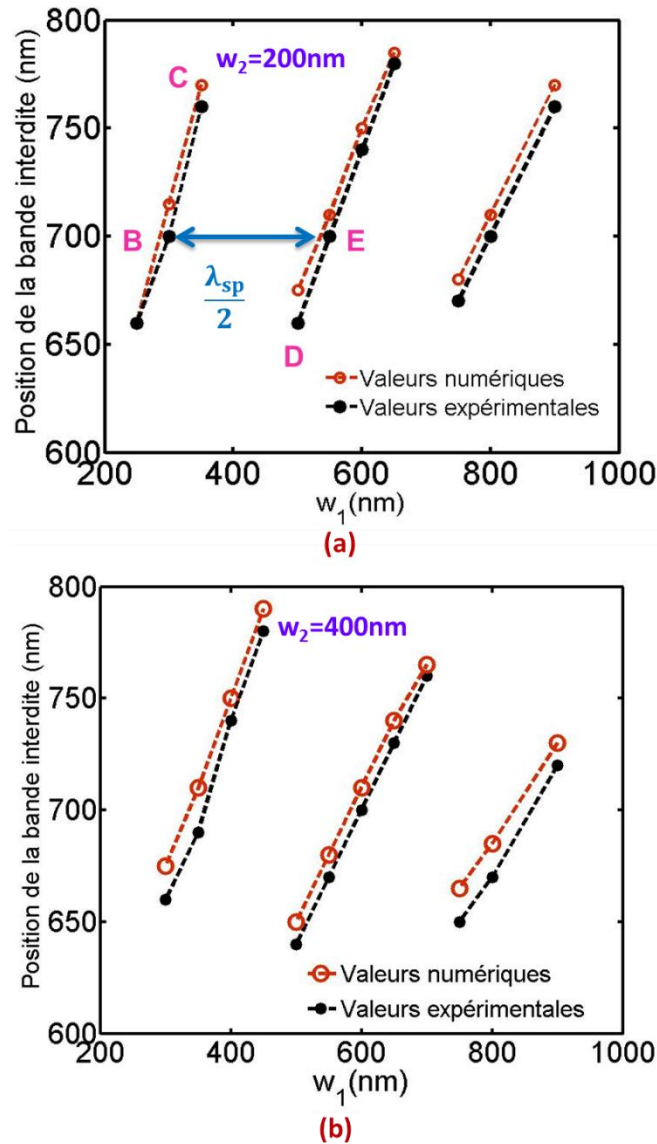 800
w₂=200nm
C
750
Position de la bande interdite (nm)
700
B
E
λsp
2
650
D
Valeurs numériques
Valeurs expérimentales
600
200 400 600 800 1000
w₁(nm)
(a)
800
w₂=400nm
750
Position de la bande interdite (nm)
700
650
Valeurs numériques
Valeurs expérimentales
600
200 400 600 800 1000
w₁(nm)
(b)